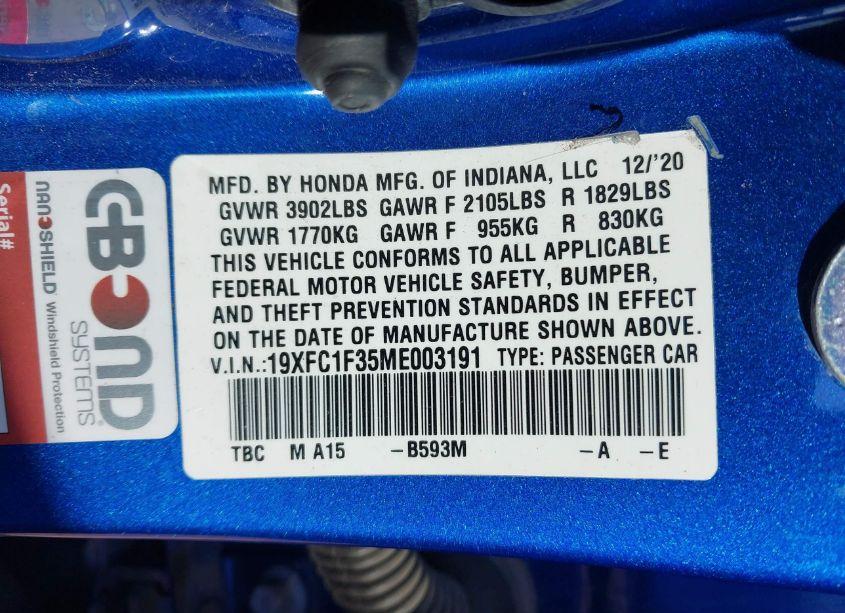 MFD. BY HONDA MFG. OF INDIANA, LLC 12/'20
GVWR 3902LBS GAWR F 2105LBS R 1829LBS
GVWR 1770KG GAWR F 955KG R 830KG
THIS VEHICLE CONFORMS TO ALL APPLICABLE
FEDERAL MOTOR VEHICLE SAFETY, BUMPER,
AND THEFT PREVENTION STANDARDS IN EFFECT
ON THE DATE OF MANUFACTURE SHOWN ABOVE.
V.I.N.:19XFC1F35ME003191 TYPE: PASSENGER CAR
TBC M A15 -B593M -A -E
C-BOND
SYSTEMS
NANOSHIELD Windshield Protection
Serial#